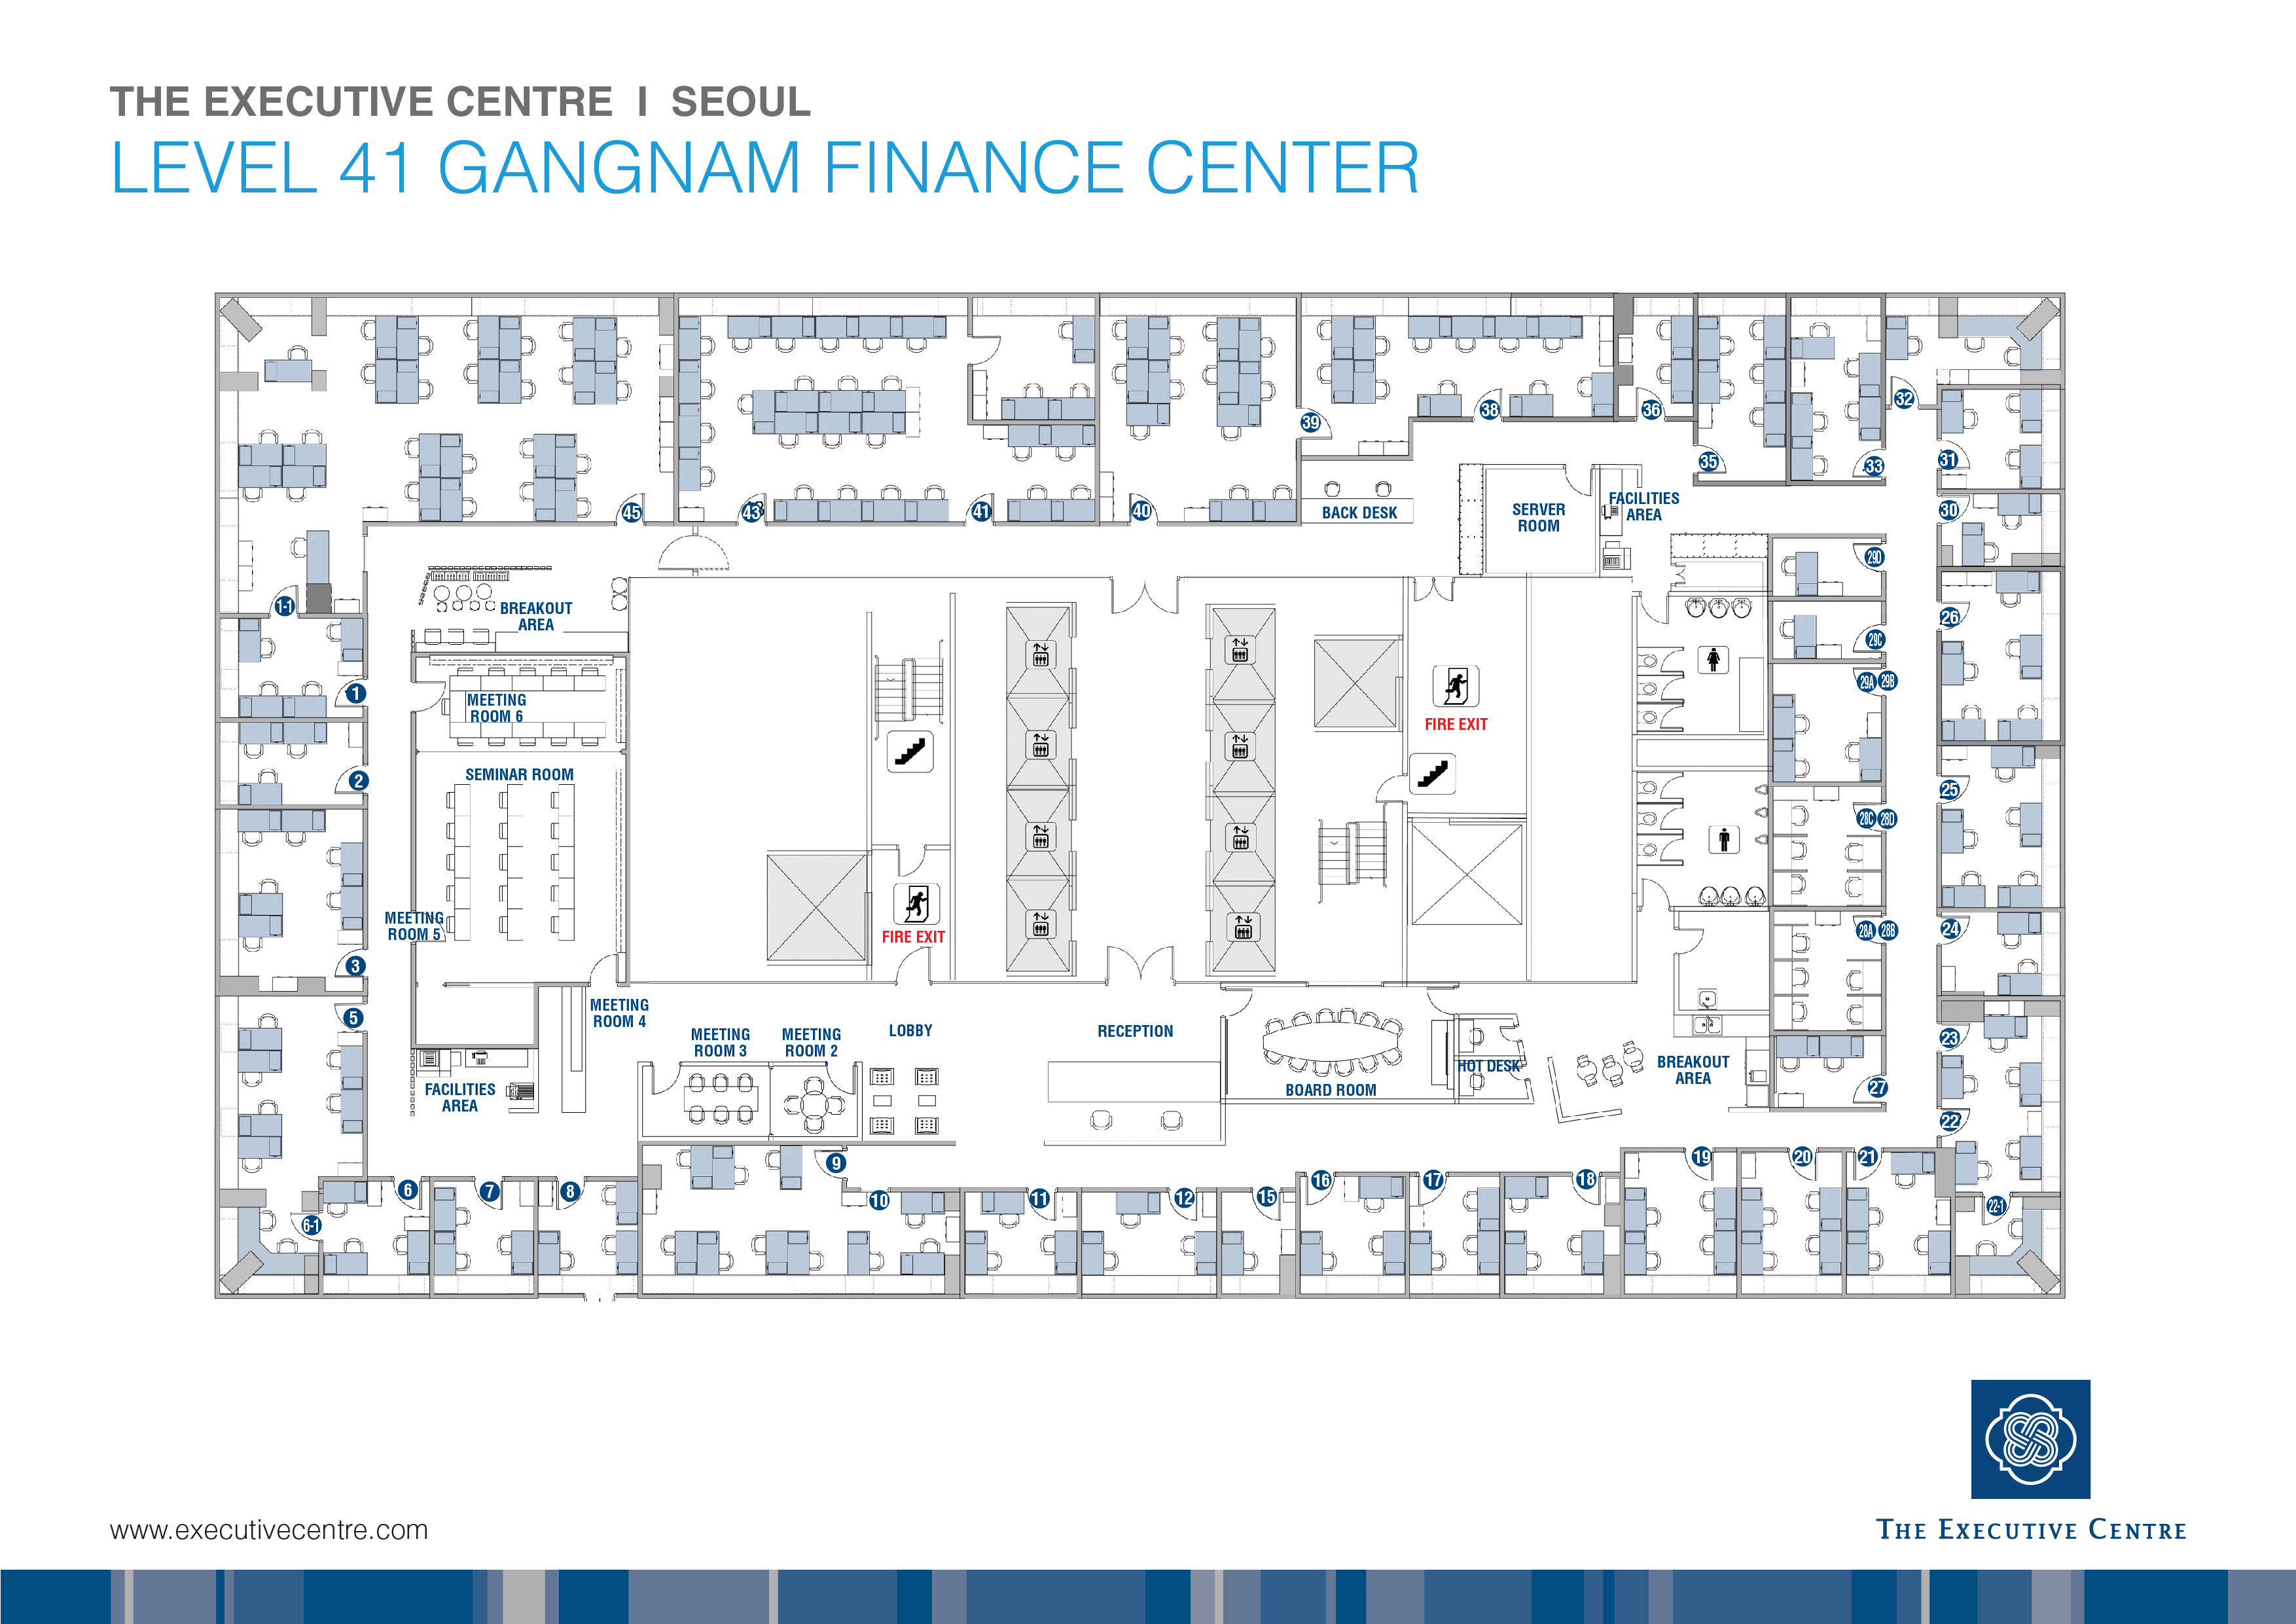 THE EXECUTIVE CENTRE I SEOUL
LEVEL 41 GANGNAM FINANCE CENTER
45
43
41
40
39
38
36
35
33
32
31
30
BACK DESK
SERVER
ROOM
FACILITIES
AREA
29D
29C
29A 29B
26
25
28C 28D
28A 28B
24
23
22
27
1-1
1
2
3
5
BREAKOUT
AREA
MEETING
ROOM 6
SEMINAR ROOM
MEETING
ROOM 5
FIRE EXIT
FIRE EXIT
MEETING
ROOM 4
MEETING
ROOM 3
MEETING
ROOM 2
LOBBY
RECEPTION
BOARD ROOM
HOT DESK
BREAKOUT
AREA
FACILITIES
AREA
6
6-1
7
8
9
10
11
12
15
16
17
18
19
20
21
22-1
www.executivecentre.com
THE EXECUTIVE CENTRE